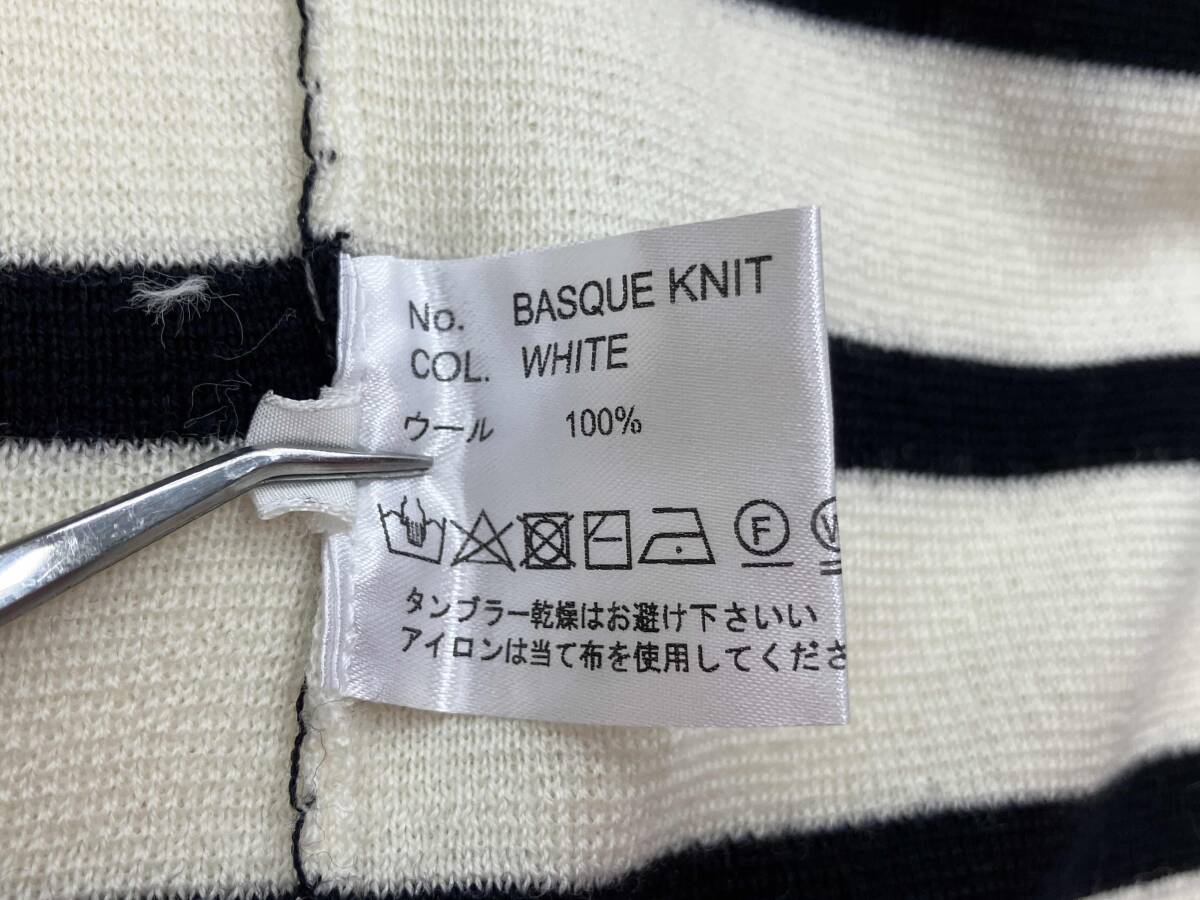 No. BASQUE KNIT
COL. WHITE
ウール 100%
F W
タンブラー乾燥はお避け下さいい
アイロンは当て布を使用してくださ